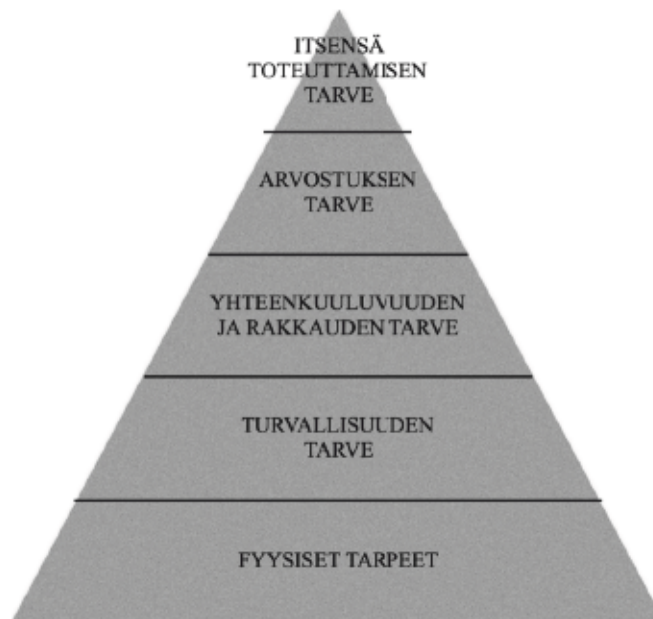 ITSENSÄ
TOTEUTTAMISEN
TARVE
ARVOSTUKSEN
TARVE
YHTEENKUULUVUUDEN
JA RAKKAUDEN TARVE
TURVALLISUUDEN
TARVE
FYYSISET TARPEET